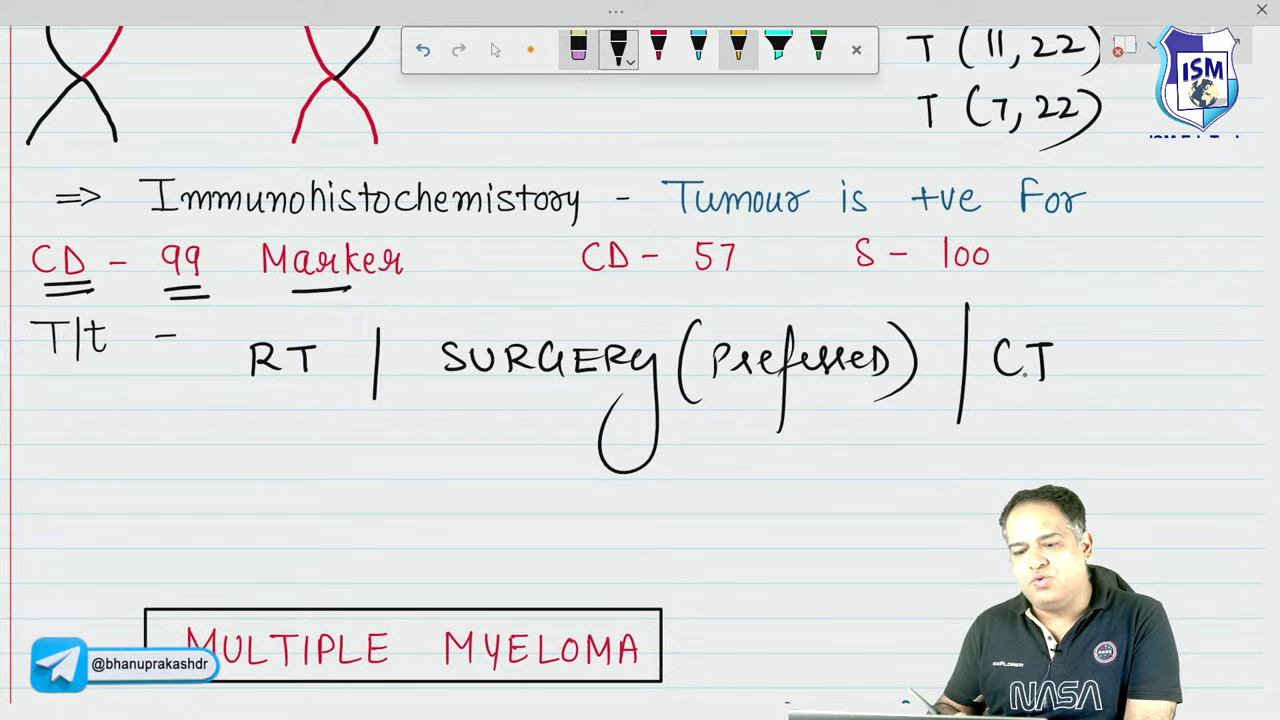 T (11, 22)
ISM
T (7, 22)
=> Immunohistochemistory - Tumour is +ve For
CD - 99 Marker CD - 57 S - 100
T/t - RT | SURGERY (Preferred) | CT
MULTIPLE MYELOMA
@bhanuprakashdr
EXPLORER
NASA